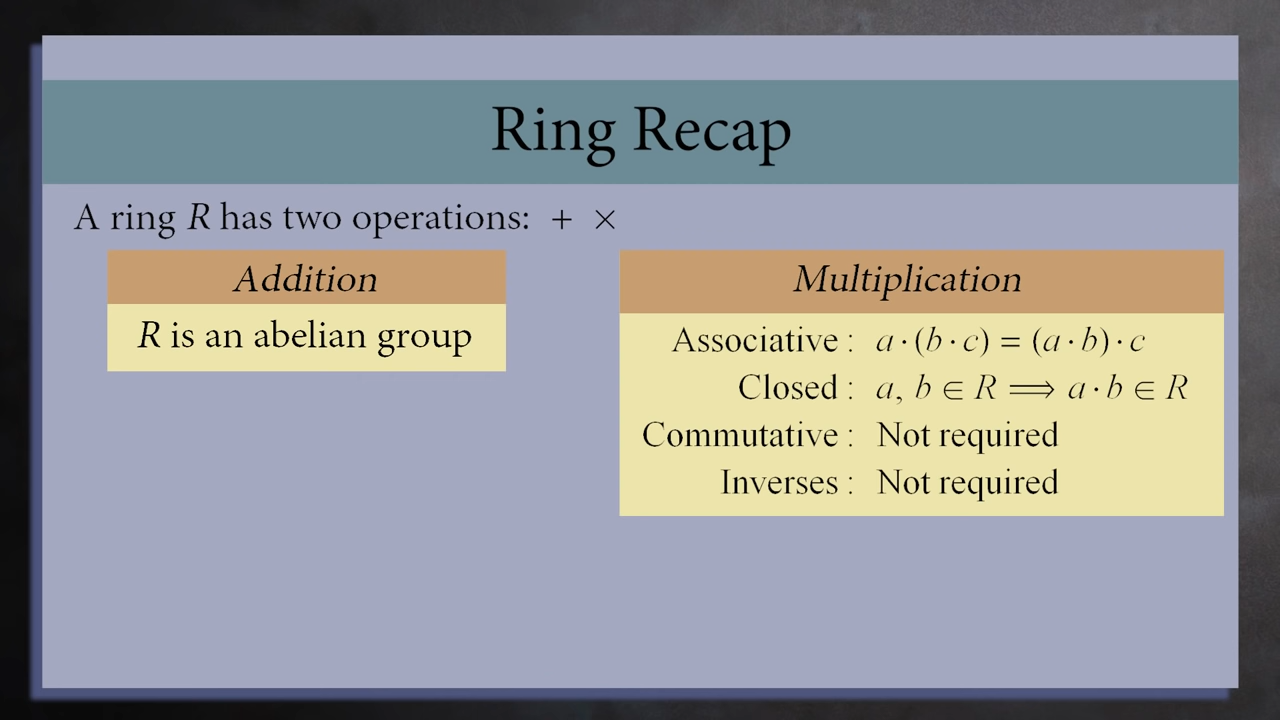 Ring Recap
A ring R has two operations: + ×
Addition
R is an abelian group
Multiplication
Associative : a · (b · c) = (a · b) · c
Closed : a, b ∈ R ⟹ a · b ∈ R
Commutative : Not required
Inverses : Not required